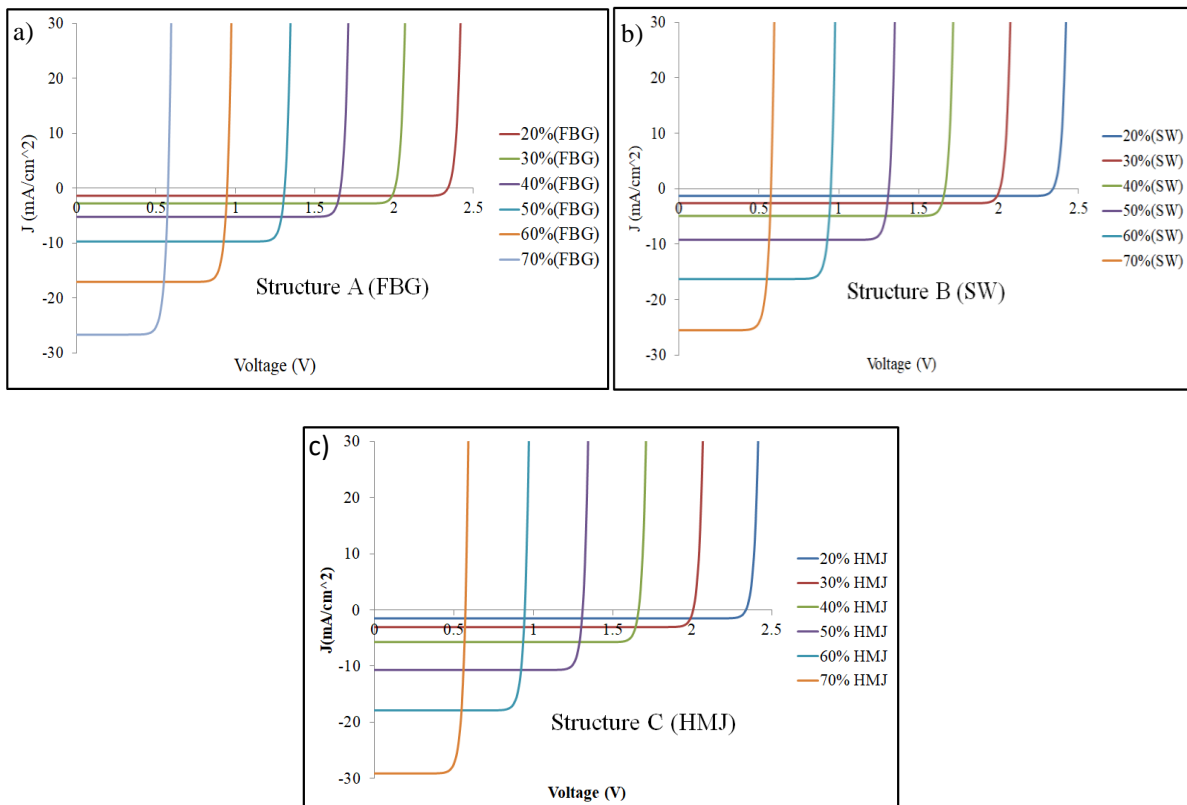 a)
30
20
10
0
-10
-20
-30
J (mA/cm^2)
0
0.5
1
1.5
2
2.5
Voltage (V)
20%(FBG)
30%(FBG)
40%(FBG)
50%(FBG)
60%(FBG)
70%(FBG)
Structure A (FBG)
b)
30
20
10
0
-10
-20
-30
J (mA/cm^2)
0
0.5
1
1.5
2
2.5
Voltage (V)
20%(SW)
30%(SW)
40%(SW)
50%(SW)
60%(SW)
70%(SW)
Structure B (SW)
c)
30
20
10
0
-10
-20
-30
J(mA/cm^2)
0
0.5
1
1.5
2
2.5
Voltage (V)
20% HMJ
30% HMJ
40% HMJ
50% HMJ
60% HMJ
70% HMJ
Structure C (HMJ)